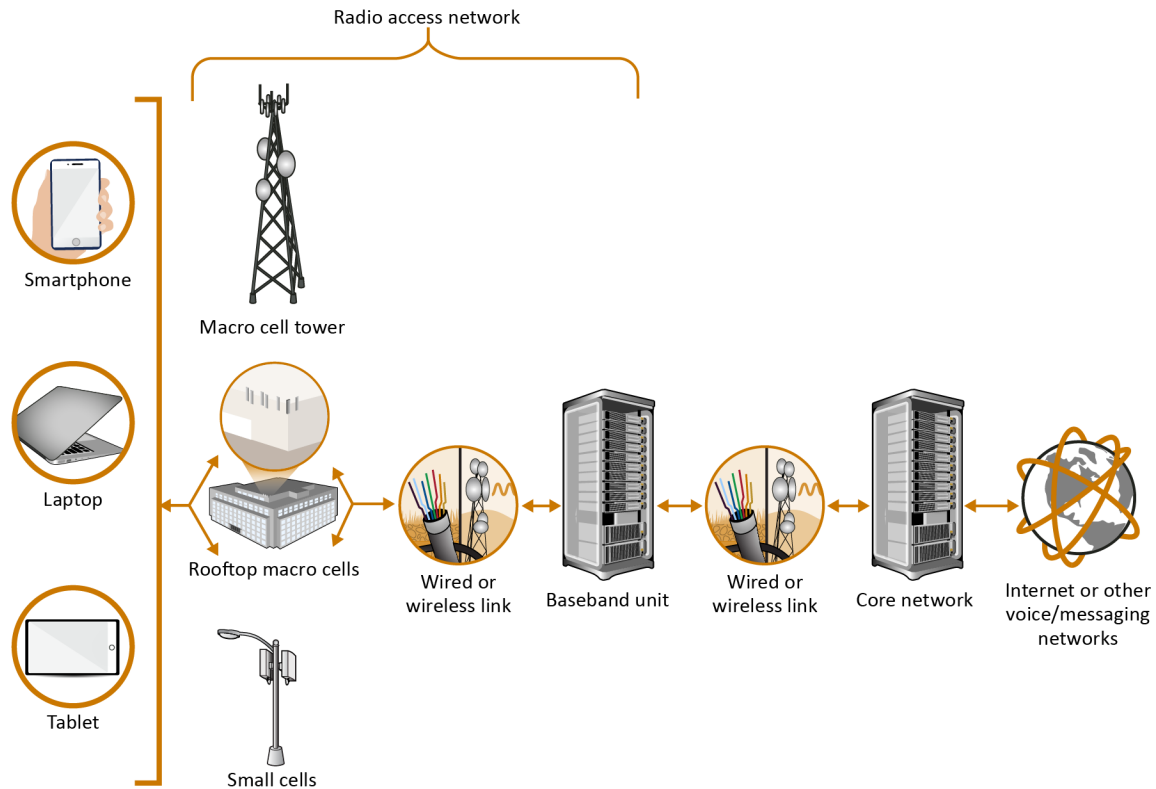 Radio access network
Smartphone
Macro cell tower
Laptop
Rooftop macro cells
Wired or
wireless link
Baseband unit
Wired or
wireless link
Core network
Internet or other
voice/messaging
networks
Tablet
Small cells